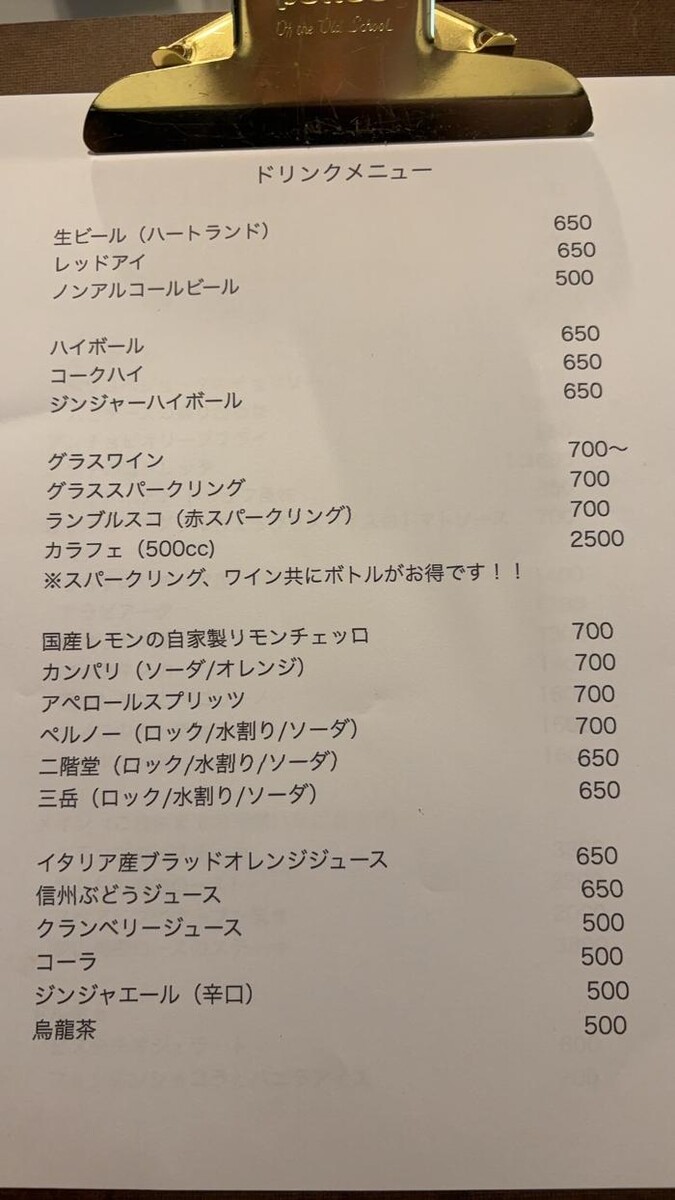 Of the Old School
ドリンクメニュー
生ビール（ハートランド） 650
レッドアイ 650
ノンアルコールビール 500
ハイボール 650
コークハイ 650
ジンジャーハイボール 650
グラスワイン 700〜
グラススパークリング 700
ランブルスコ（赤スパークリング） 700
カラフェ（500cc) 2500
※スパークリング、ワイン共にボトルがお得です！！
国産レモンの自家製リモンチェッロ 700
カンパリ（ソーダ/オレンジ） 700
アペロールスプリッツ 700
ペルノー（ロック/水割り/ソーダ） 700
二階堂（ロック/水割り/ソーダ） 650
三岳（ロック/水割り/ソーダ） 650
イタリア産ブラッドオレンジジュース 650
信州ぶどうジュース 650
クランベリージュース 500
コーラ 500
ジンジャエール（辛口） 500
烏龍茶 500